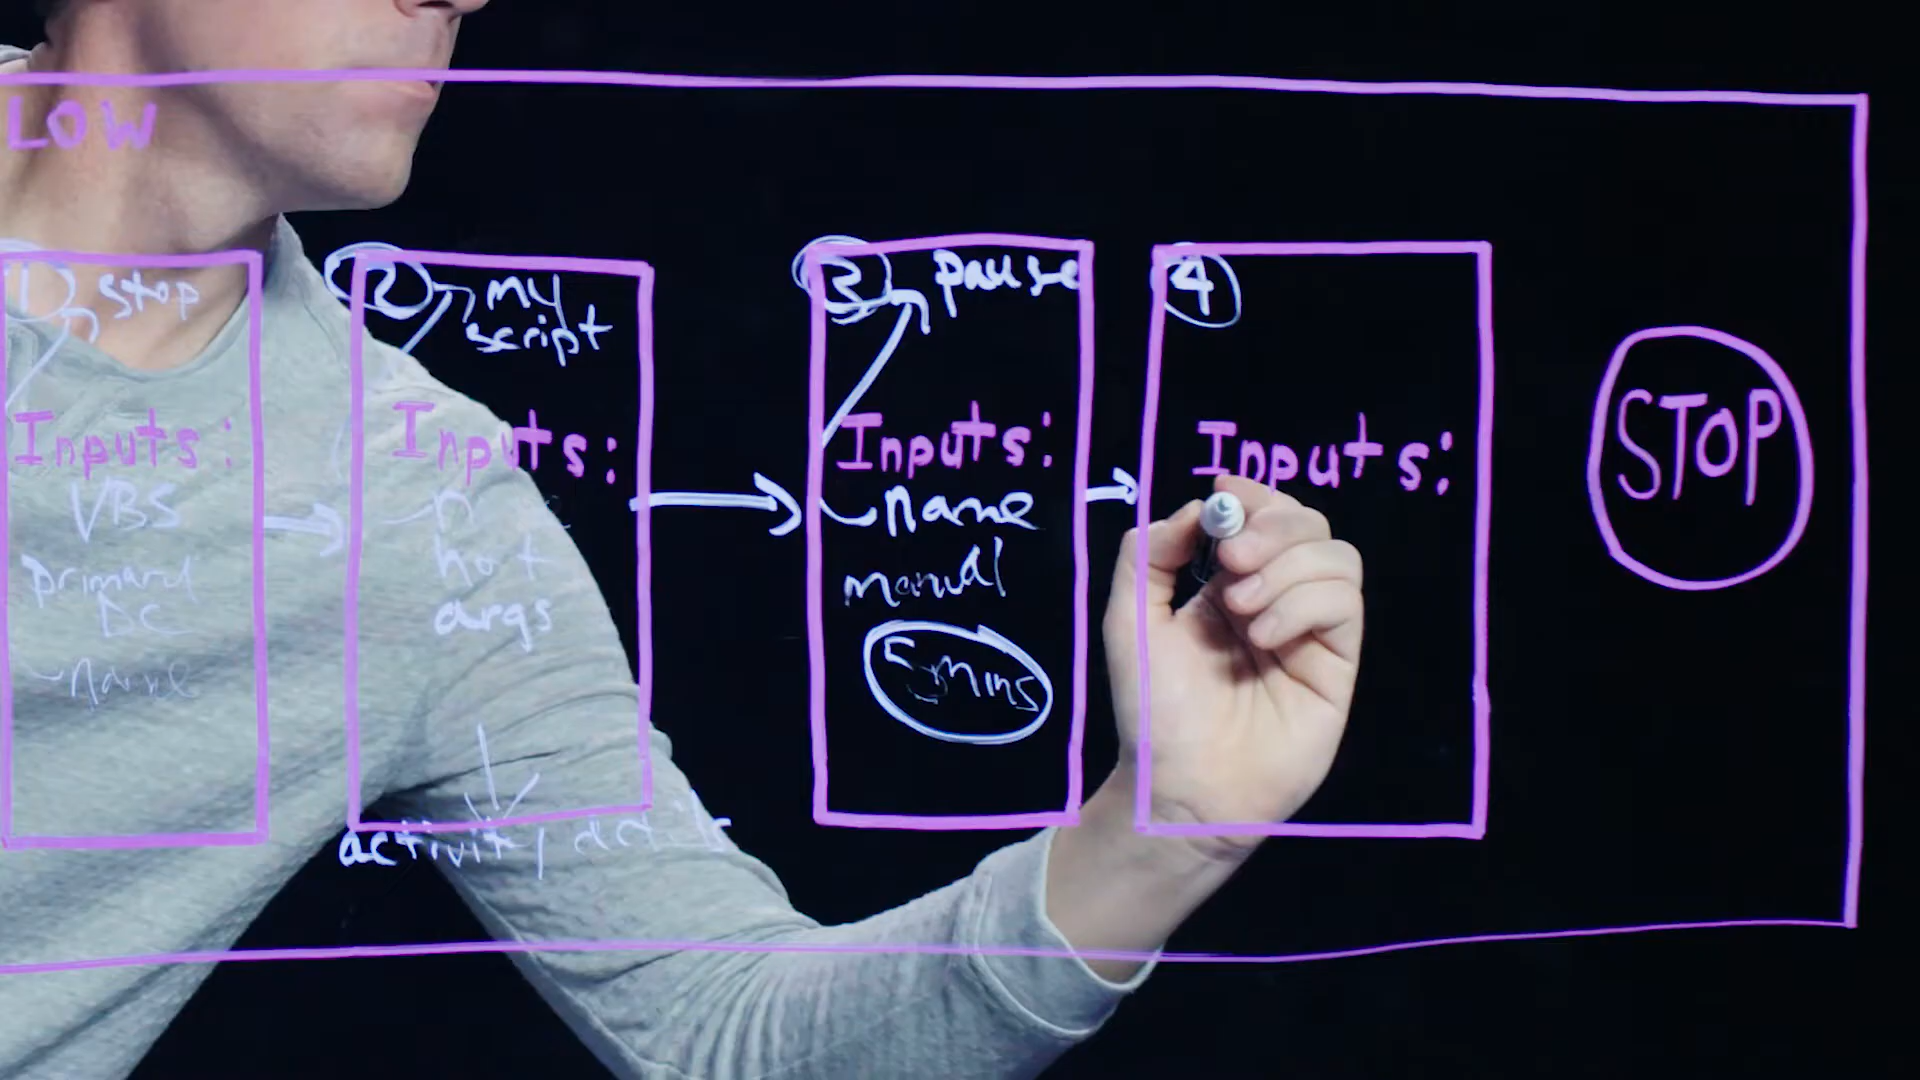 LOW
1 stop
Inputs:
VBS
primary
DC
name
2 my
script
Inputs:
host
args
activity details
3 pause
Inputs:
name
manual
5 mins
4
Inputs:
STOP